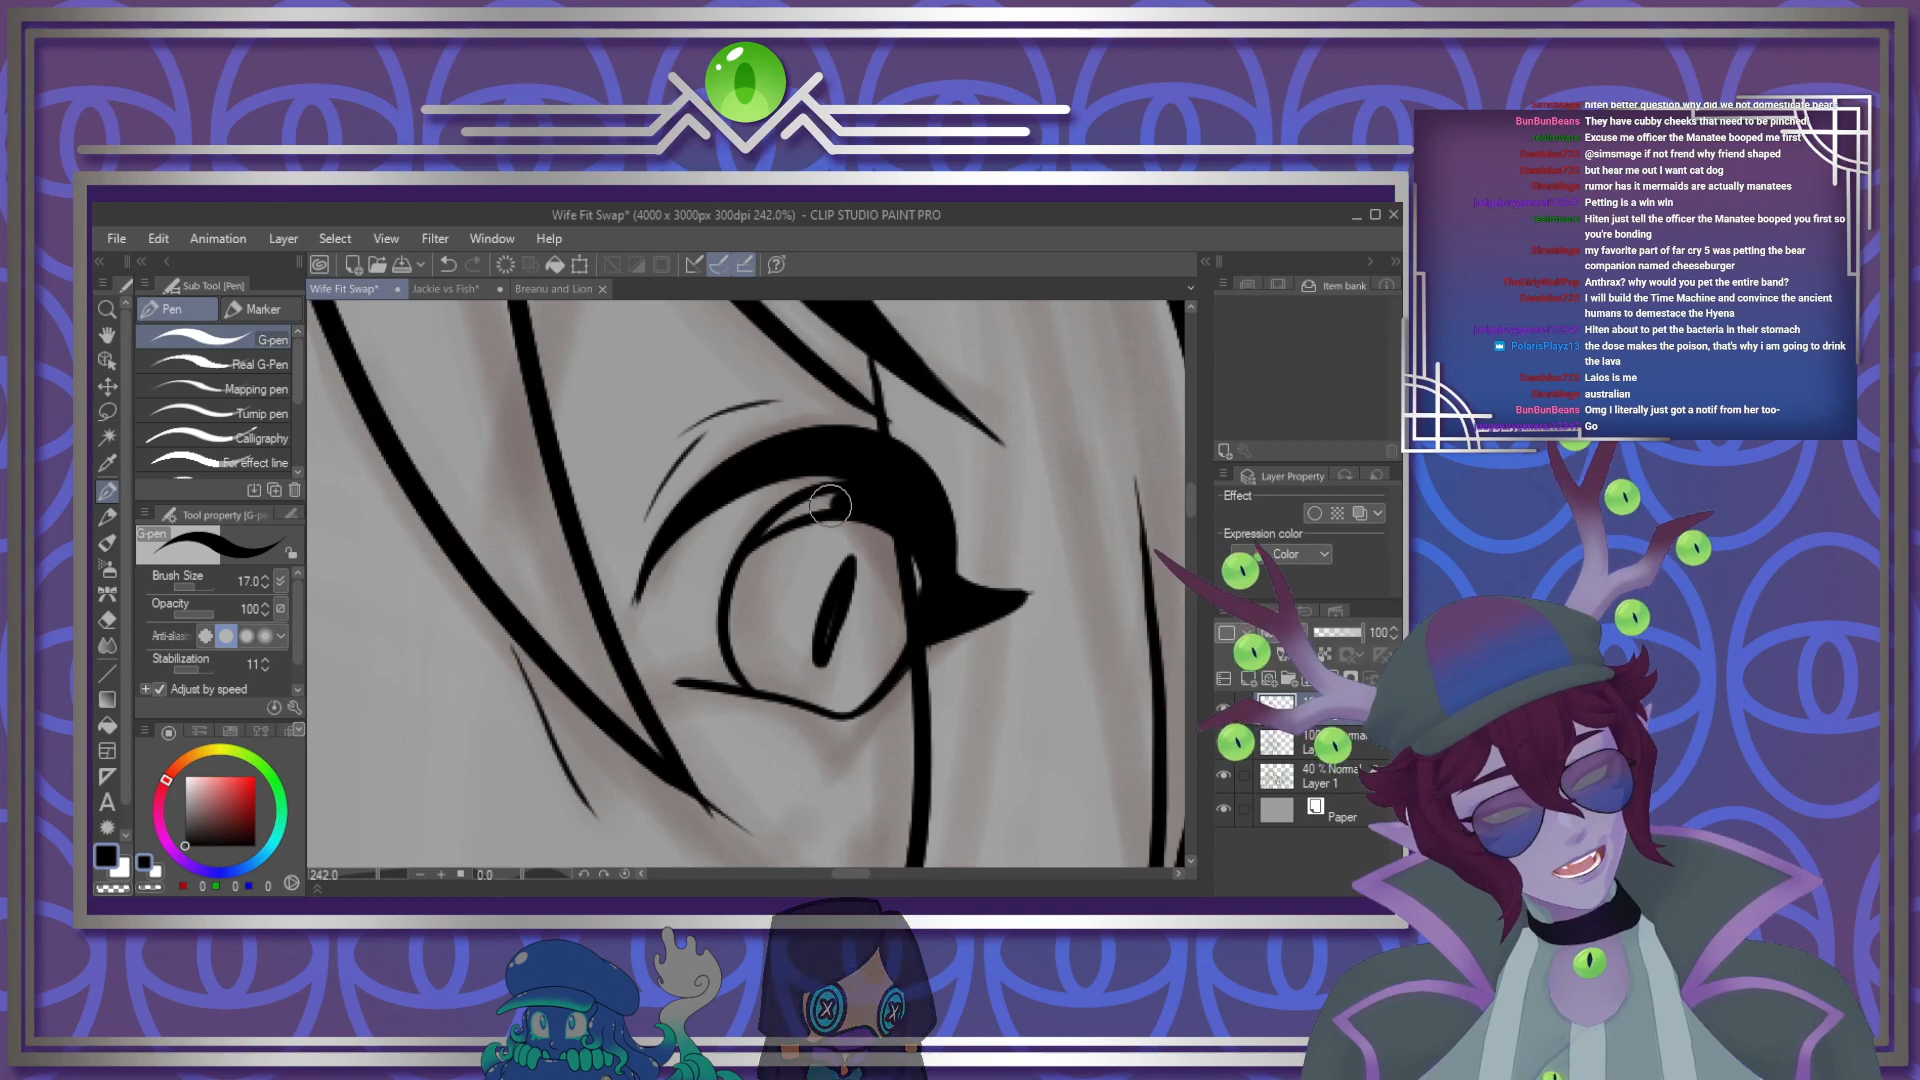 Wife Fit Swap* (4000 x 3000px 300dpi 242.0%) - CLIP STUDIO PAINT PRO
File Edit Animation Layer Select View Filter Window Help
Sub Tool [Pen]
Pen Marker
G-pen
Real G-Pen
Mapping pen
Turnip pen
Calligraphy
For effect line
Tool property [G-pe
G-pen
Brush Size 17.0
Opacity 100
Anti-aliasin
Stabilization 11
Adjust by speed
0 0 0
Wife Fit Swap* Jackie vs Fish* Breanu and Lion
242.0 0.0
Item bank
Layer Property
Effect
Expression color
Color
100
40 % Normal
Layer 1
Paper
hiten better question why did we not domesticate bears
BunBunBeans They have cubby cheeks that need to be pinched
Excuse me officer the Manatee booped me first
@simsmage if not frend why friend shaped
but hear me out I want cat dog
rumor has it mermaids are actually manatees
Petting is a win win
Hiten just tell the officer the Manatee booped you first so
you're bonding
my favorite part of far cry 5 was petting the bear
companion named cheeseburger
Anthrax? why would you pet the entire band?
I will build the Time Machine and convince the ancient
humans to demestace the Hyena
Hiten about to pet the bacteria in their stomach
PolarisPlayz13 the dose makes the poison, that's why i am going to drink
the lava
Laios is me
australian
BunBunBeans Omg I literally just got a notif from her too-
Go